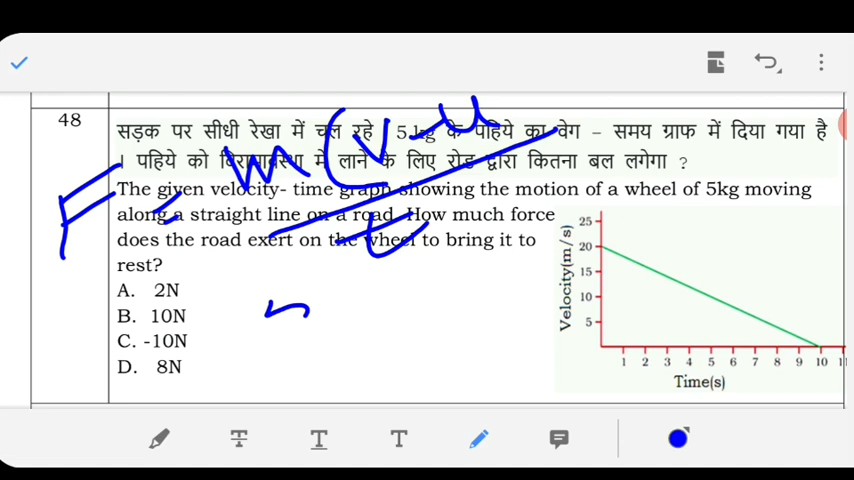 48
सड़क पर सीधी रेखा में चल रहे 5 kg के पहिये का वेग – समय ग्राफ में दिया गया है
। पहिये को विरामावस्था में लाने के लिए रोड द्वारा कितना बल लगेगा ?
The given velocity- time graph showing the motion of a wheel of 5kg moving
along a straight line on a road. How much force
does the road exert on the wheel to bring it to
rest?
A. 2N
B. 10N
C. -10N
D. 8N
F = m(v-u)
t
Velocity(m/s)
25
20
15
10
5
1 2 3 4 5 6 7 8 9 10 11
Time(s)
T T